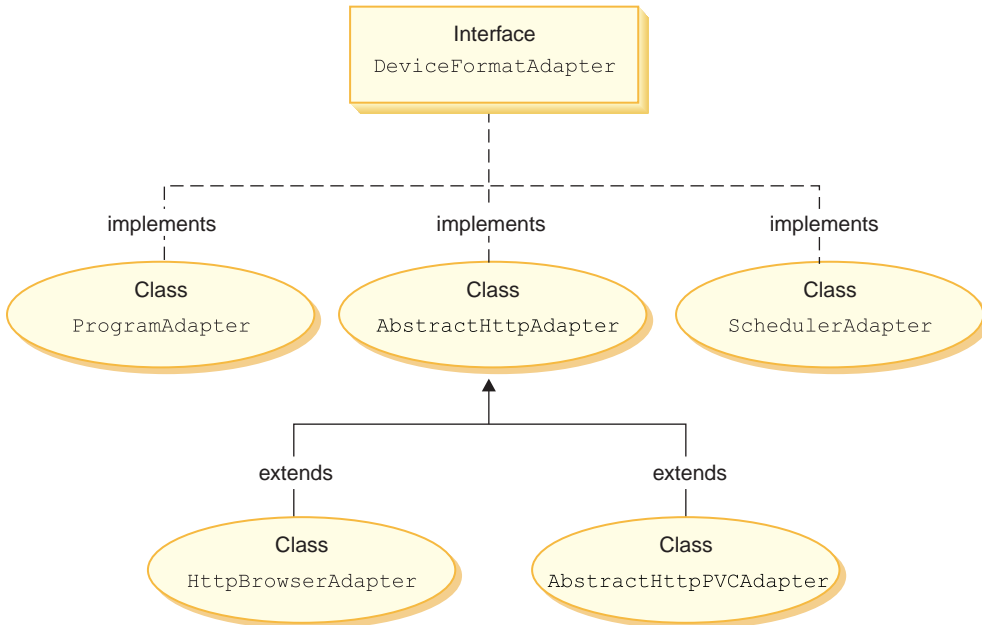 Interface
DeviceFormatAdapter
implements
implements
implements
Class
ProgramAdapter
Class
AbstractHttpAdapter
Class
SchedulerAdapter
extends
extends
Class
HttpBrowserAdapter
Class
AbstractHttpPVCAdapter